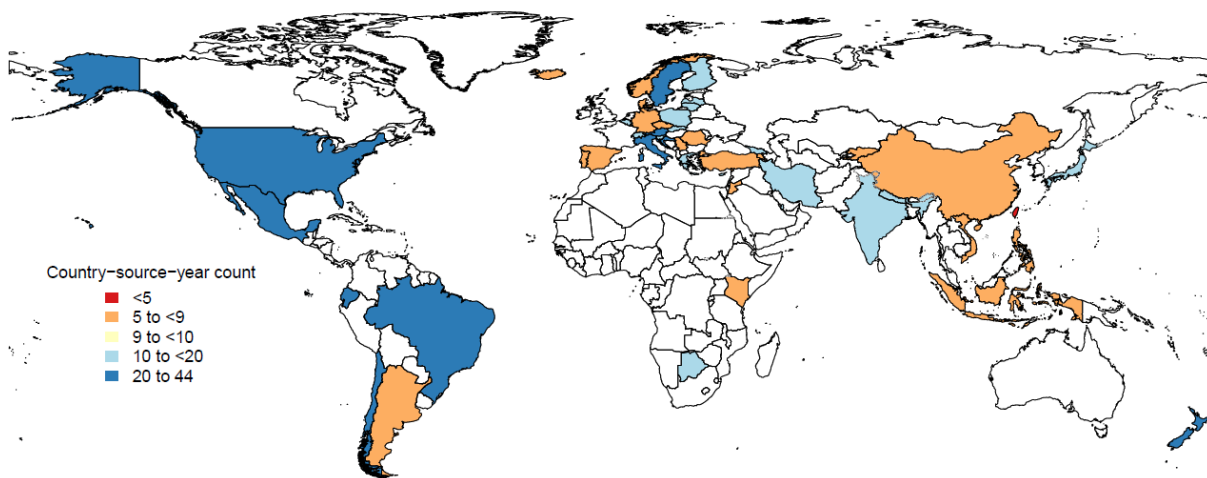 Country−source−year count
<5
5 to <9
9 to <10
10 to <20
20 to 44